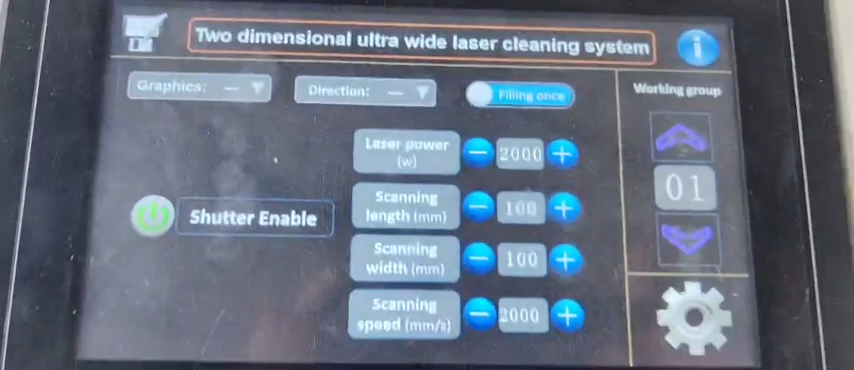 Two dimensional ultra wide laser cleaning system
i
Graphics: — ▼
Direction: — ▼
Filling once
Working group
Laser power
(w)
− 2000 +
01
Shutter Enable
Scanning
length (mm)
− 100 +
Scanning
width (mm)
− 100 +
Scanning
speed (mm/s)
− 2000 +